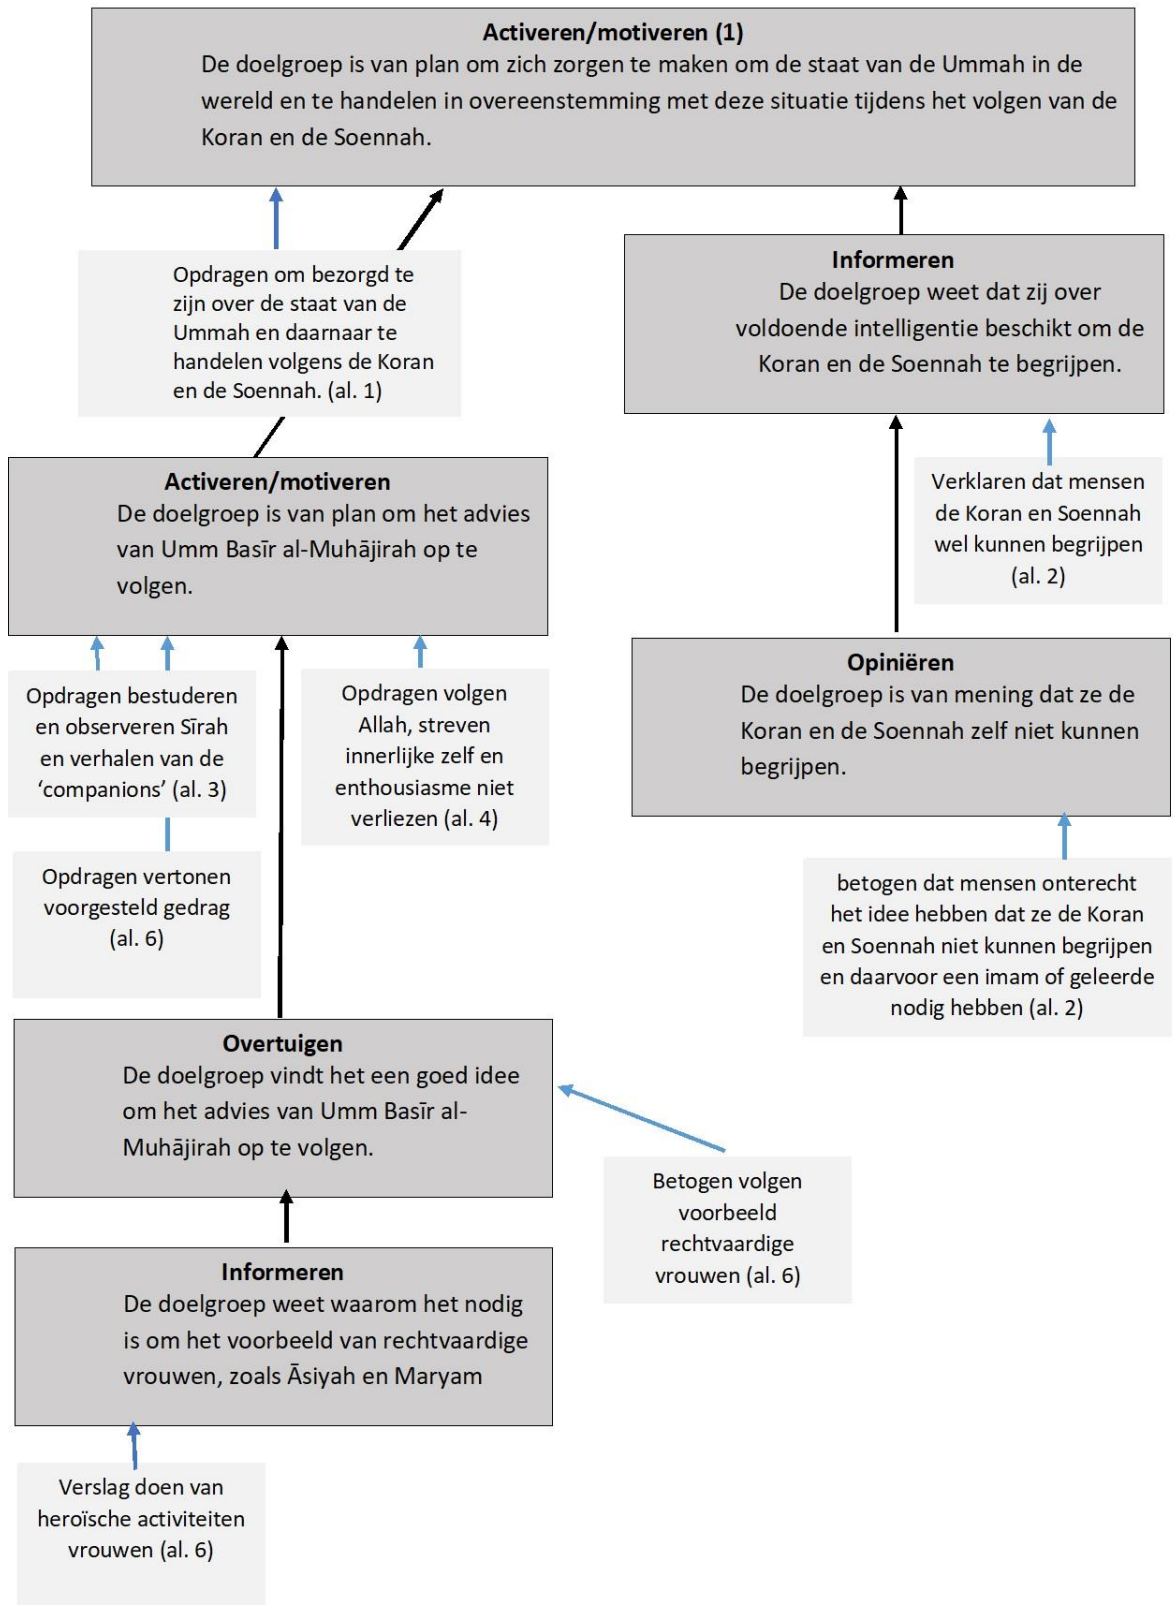 Activeren/motiveren (1)
De doelgroep is van plan om zich zorgen te maken om de staat van de Ummah in de
wereld en te handelen in overeenstemming met deze situatie tijdens het volgen van de
Koran en de Soennah.
Opdragen om bezorgd te
zijn over de staat van de
Ummah en daarnaar te
handelen volgens de Koran
en de Soennah. (al. 1)
Informeren
De doelgroep weet dat zij over
voldoende intelligentie beschikt om de
Koran en de Soennah te begrijpen.
Activeren/motiveren
De doelgroep is van plan om het advies
van Umm Basīr al-Muhājirah op te
volgen.
Verklaren dat mensen
de Koran en Soennah
wel kunnen begrijpen
(al. 2)
Opdragen bestuderen
en observeren Sīrah
en verhalen van de
‘companions’ (al. 3)
Opdragen volgen
Allah, streven
innerlijke zelf en
enthousiasme niet
verliezen (al. 4)
Opiniëren
De doelgroep is van mening dat ze de
Koran en de Soennah zelf niet kunnen
begrijpen.
Opdragen vertonen
voorgesteld gedrag
(al. 6)
betogen dat mensen onterecht
het idee hebben dat ze de Koran
en Soennah niet kunnen begrijpen
en daarvoor een imam of geleerde
nodig hebben (al. 2)
Overtuigen
De doelgroep vindt het een goed idee
om het advies van Umm Basīr al-
Muhājirah op te volgen.
Betogen volgen
voorbeeld
rechtvaardige
vrouwen (al. 6)
Informeren
De doelgroep weet waarom het nodig
is om het voorbeeld van rechtvaardige
vrouwen, zoals Āsiyah en Maryam
Verslag doen van
heroïsche activiteiten
vrouwen (al. 6)